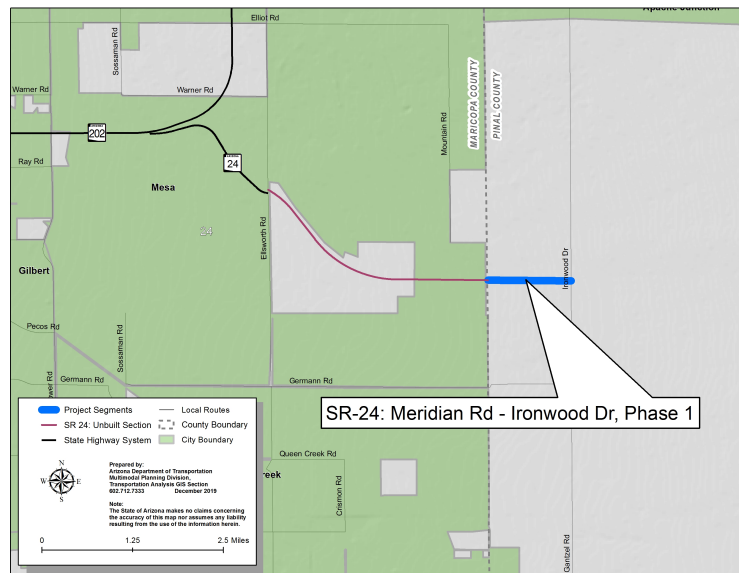 Apache Junction
Elliot Rd
Sossaman Rd
Warner Rd
Warner Rd
202
Ray Rd
24
Mesa
24
Mountain Rd
MARICOPA COUNTY
PINAL COUNTY
Ellsworth Rd
Ironwood Dr
Gilbert
Pecos Rd
Sossaman Rd
Germann Rd
Germann Rd
wer Rd
SR-24: Meridian Rd - Ironwood Dr, Phase 1
Project Segments
Local Routes
SR 24: Unbuilt Section
County Boundary
State Highway System
City Boundary
Queen Creek Rd
reek
Crismon Rd
Gantzel Rd
N
W
E
S
Prepared by:
Arizona Department of Transportation
Multimodal Planning Division,
Transportation Analysis GIS Section
602.712.7333 December 2019
Note:
The State of Arizona makes no claims concerning
the accuracy of this map nor assumes any liability
resulting from the use of the information herein.
0 1.25 2.5 Miles